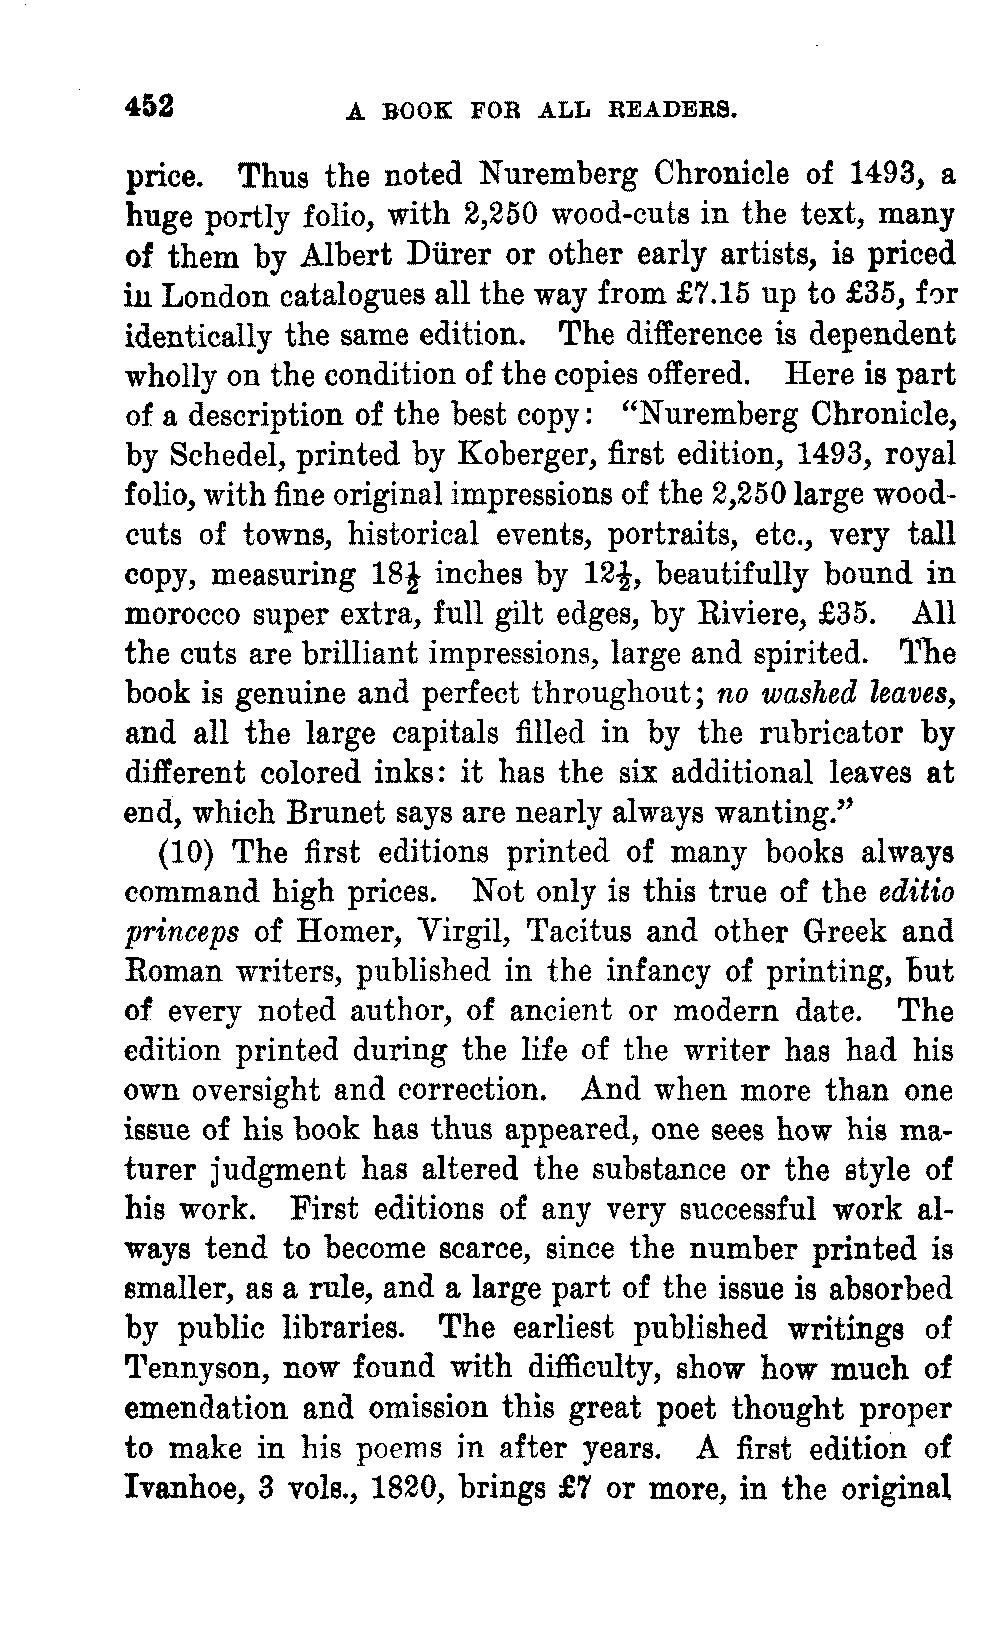 452 A BOOK FOR ALL READERS.
price. Thus the noted Nuremberg Chronicle of 1493, a
huge portly folio, with 2,250 wood-cuts in the text, many
of them by Albert Dürer or other early artists, is priced
in London catalogues all the way from £7.15 up to £35, for
identically the same edition. The difference is dependent
wholly on the condition of the copies offered. Here is part
of a description of the best copy: “Nuremberg Chronicle,
by Schedel, printed by Koberger, first edition, 1493, royal
folio, with fine original impressions of the 2,250 large wood-
cuts of towns, historical events, portraits, etc., very tall
copy, measuring 18½ inches by 12½, beautifully bound in
morocco super extra, full gilt edges, by Riviere, £35. All
the cuts are brilliant impressions, large and spirited. The
book is genuine and perfect throughout; no washed leaves,
and all the large capitals filled in by the rubricator by
different colored inks: it has the six additional leaves at
end, which Brunet says are nearly always wanting.”
(10) The first editions printed of many books always
command high prices. Not only is this true of the editio
princeps of Homer, Virgil, Tacitus and other Greek and
Roman writers, published in the infancy of printing, but
of every noted author, of ancient or modern date. The
edition printed during the life of the writer has had his
own oversight and correction. And when more than one
issue of his book has thus appeared, one sees how his ma-
turer judgment has altered the substance or the style of
his work. First editions of any very successful work al-
ways tend to become scarce, since the number printed is
smaller, as a rule, and a large part of the issue is absorbed
by public libraries. The earliest published writings of
Tennyson, now found with difficulty, show how much of
emendation and omission this great poet thought proper
to make in his poems in after years. A first edition of
Ivanhoe, 3 vols., 1820, brings £7 or more, in the original